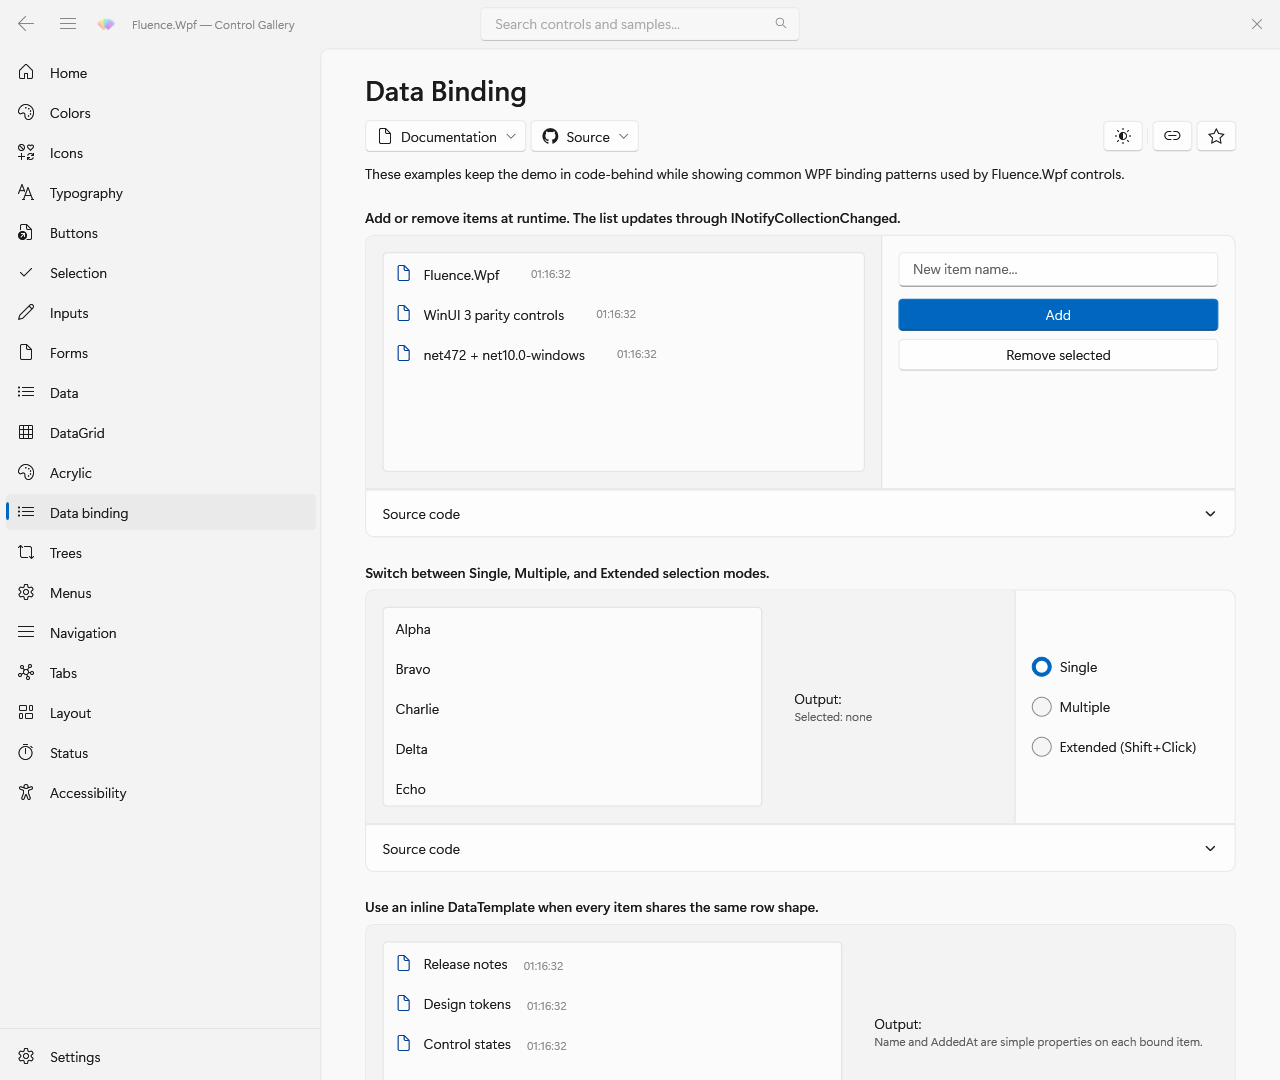 Fluence.Wpf — Control Gallery
Search controls and samples...
Home
Colors
Icons
Typography
Buttons
Selection
Inputs
Forms
Data
DataGrid
Acrylic
Data binding
Trees
Menus
Navigation
Tabs
Layout
Status
Accessibility
Settings
Data Binding
Documentation
Source
These examples keep the demo in code-behind while showing common WPF binding patterns used by Fluence.Wpf controls.
Add or remove items at runtime. The list updates through INotifyCollectionChanged.
Fluence.Wpf 01:16:32
WinUI 3 parity controls 01:16:32
net472 + net10.0-windows 01:16:32
New item name...
Add
Remove selected
Source code
Switch between Single, Multiple, and Extended selection modes.
Alpha
Bravo
Charlie
Delta
Echo
Output:
Selected: none
Single
Multiple
Extended (Shift+Click)
Source code
Use an inline DataTemplate when every item shares the same row shape.
Release notes 01:16:32
Design tokens 01:16:32
Control states 01:16:32
Output:
Name and AddedAt are simple properties on each bound item.